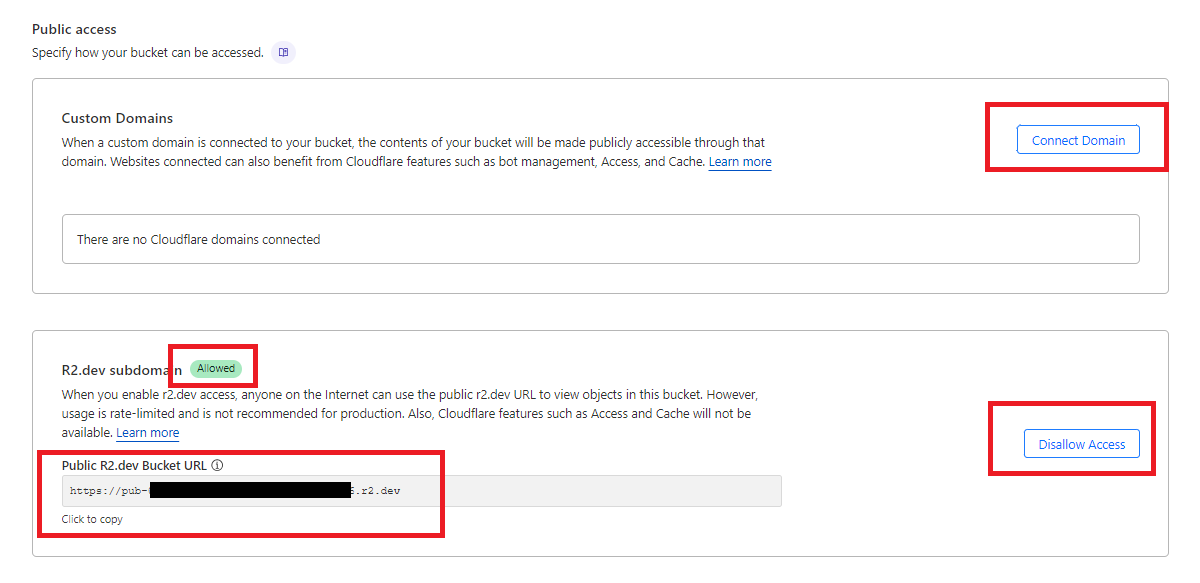 Public access
Specify how your bucket can be accessed.
Custom Domains
When a custom domain is connected to your bucket, the contents of your bucket will be made publicly accessible through that
domain. Websites connected can also benefit from Cloudflare features such as bot management, Access, and Cache. Learn more
Connect Domain
There are no Cloudflare domains connected
R2.dev subdomain Allowed
When you enable r2.dev access, anyone on the Internet can use the public r2.dev URL to view objects in this bucket. However,
usage is rate-limited and is not recommended for production. Also, Cloudflare features such as Access and Cache will not be
available. Learn more
Disallow Access
Public R2.dev Bucket URL
https://pub- .r2.dev
Click to copy